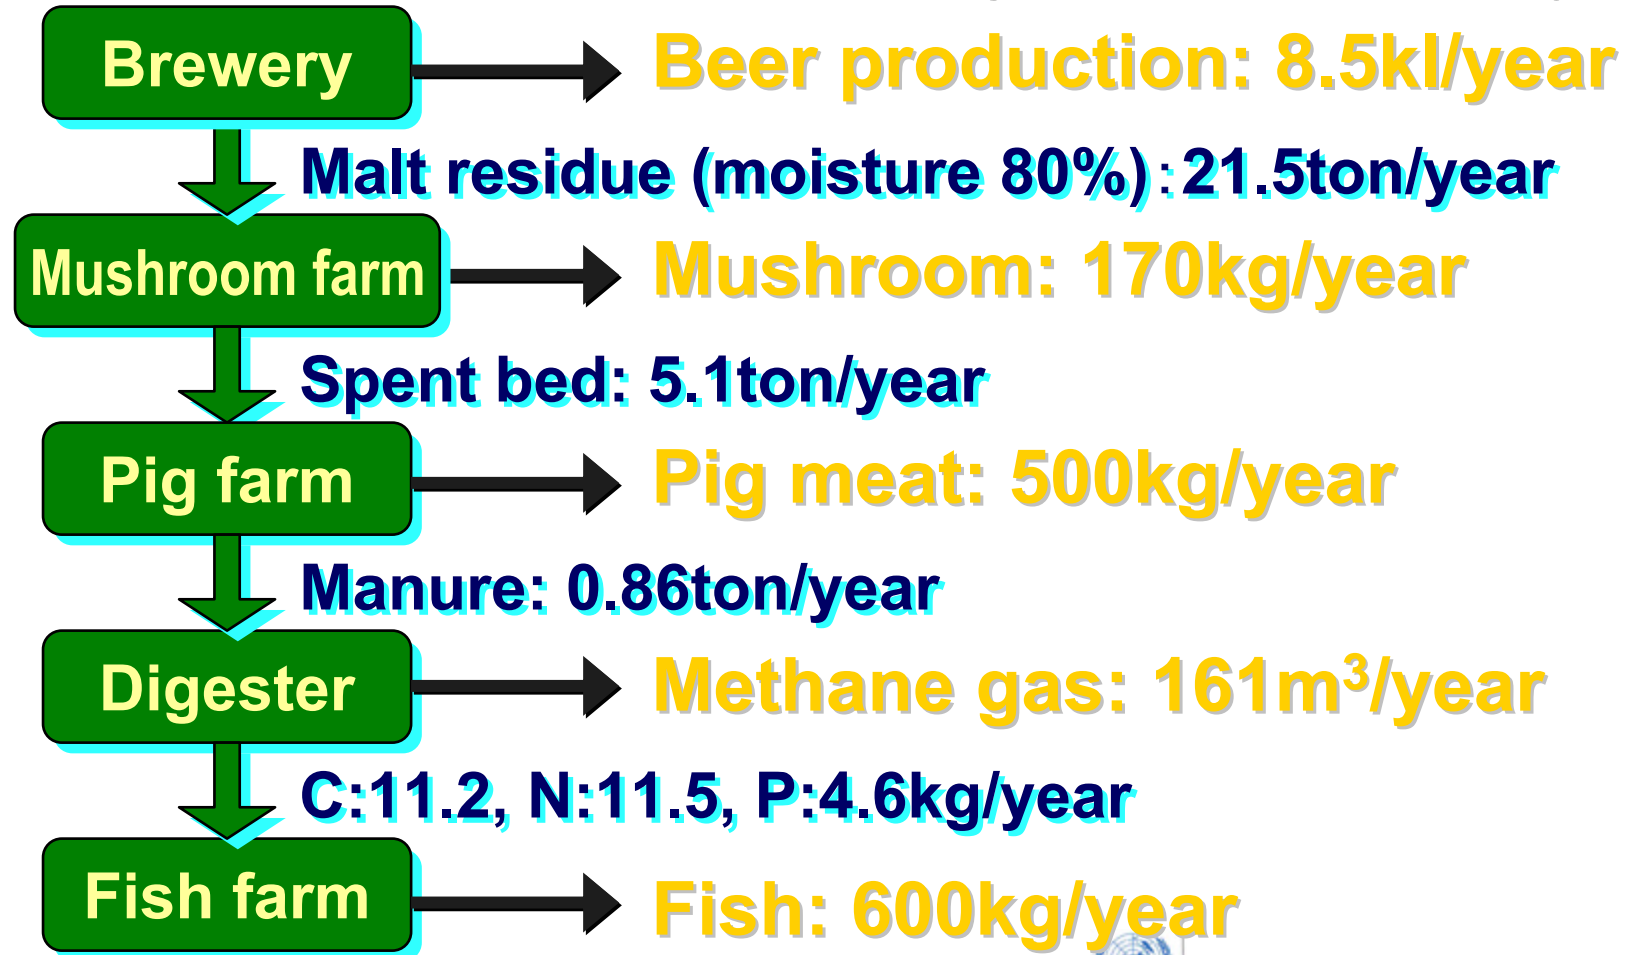 Brewery
Beer production: 8.5kl/year
Malt residue (moisture 80%):21.5ton/year
Mushroom farm
Mushroom: 170kg/year
Spent bed: 5.1ton/year
Pig farm
Pig meat: 500kg/year
Manure: 0.86ton/year
Digester
Methane gas: 161m³/year
C:11.2, N:11.5, P:4.6kg/year
Fish farm
Fish: 600kg/year